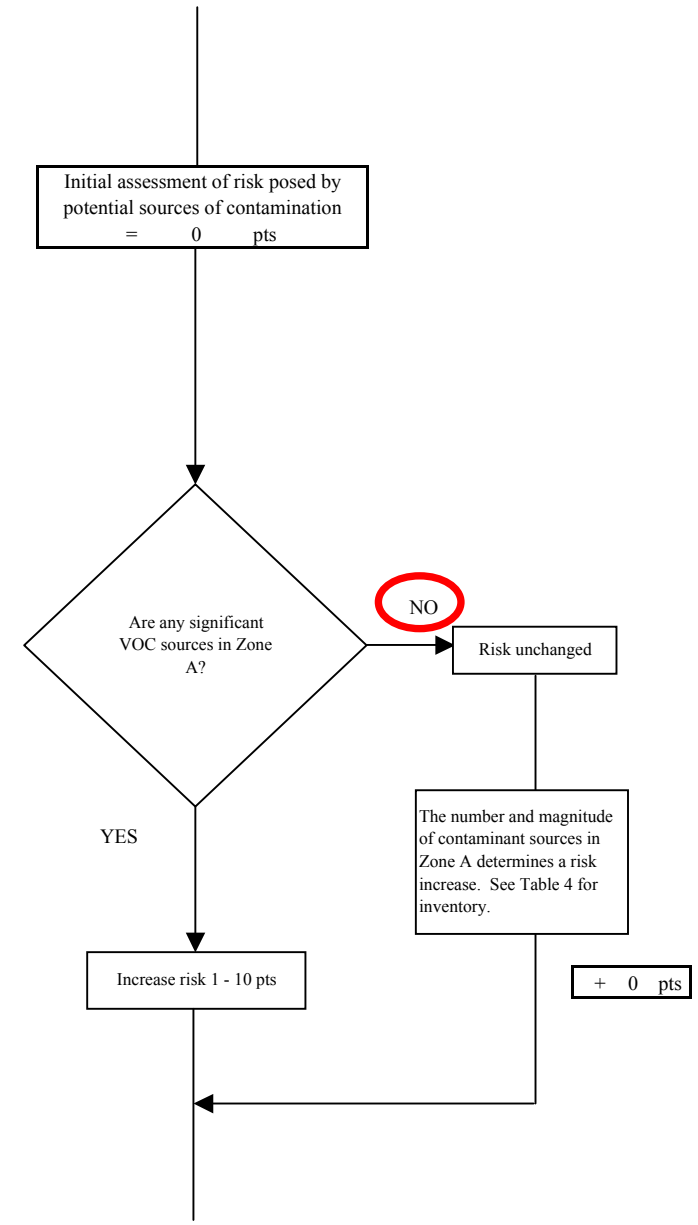 Initial assessment of risk posed by
potential sources of contamination
= 0 pts
Are any significant
VOC sources in Zone
A?
NO
Risk unchanged
The number and magnitude
of contaminant sources in
Zone A determines a risk
increase. See Table 4 for
inventory.
YES
Increase risk 1 - 10 pts
+ 0 pts